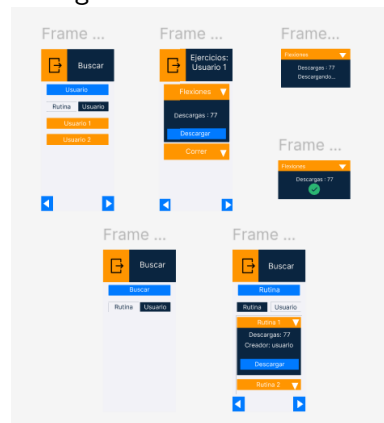 Frame ...
Buscar
Usuario
Rutina Usuario
Usuario 1
Usuario 2
Frame ...
Ejercicios:
Usuario 1
Flexiones
Descargas : 77
Descargar
Correr
Frame...
Flexiones
Descargas : 77
Descargando...
Frame ...
Flexiones
Descargas : 77
Frame ...
Buscar
Buscar
Rutina Usuario
Frame ...
Buscar
Rutina
Rutina Usuario
Rutina 1
Descargas: 77
Creador: usuario
Descargar
Rutina 2